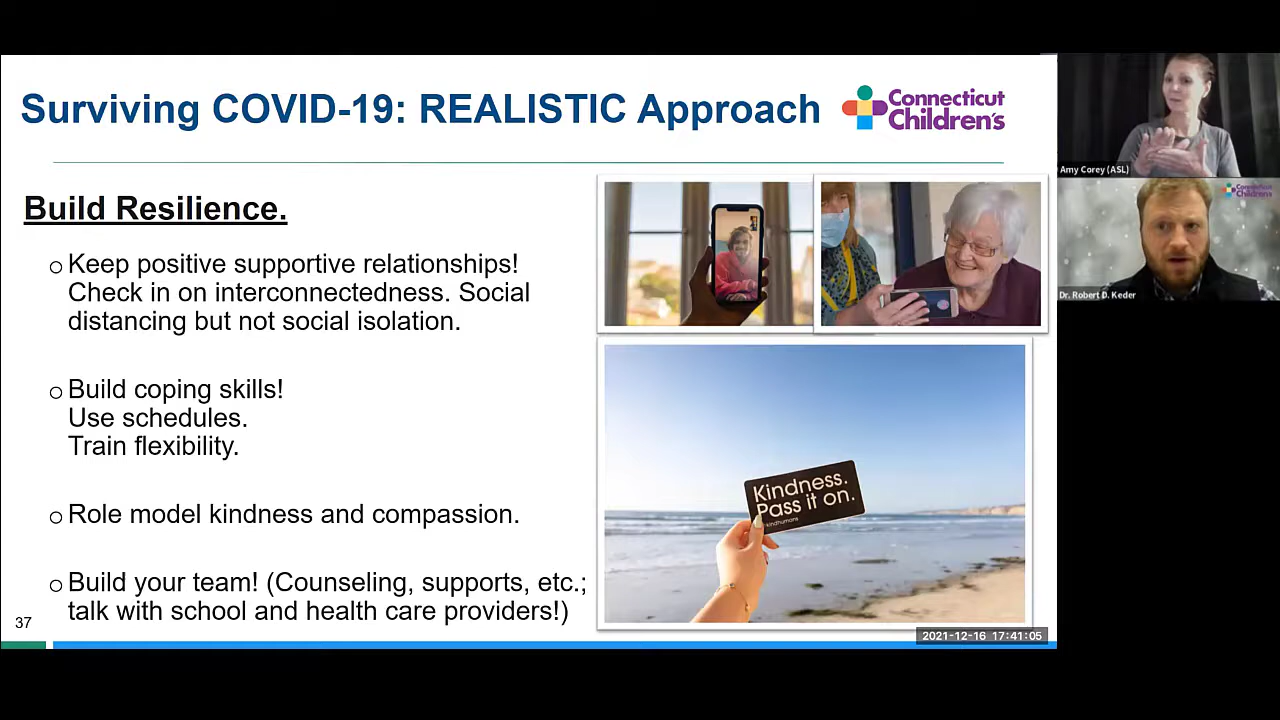 Surviving COVID-19: REALISTIC Approach
Connecticut
Children's
Build Resilience.
Keep positive supportive relationships!
Check in on interconnectedness. Social
distancing but not social isolation.
Build coping skills!
Use schedules.
Train flexibility.
Role model kindness and compassion.
Build your team! (Counseling, supports, etc.;
talk with school and health care providers!)
37
Kindness.
Pass it on.
kindhumans
2021-12-16 17:41:05
Amy Corey (ASL)
Connecticut
Children's
Dr. Robert D. Keder